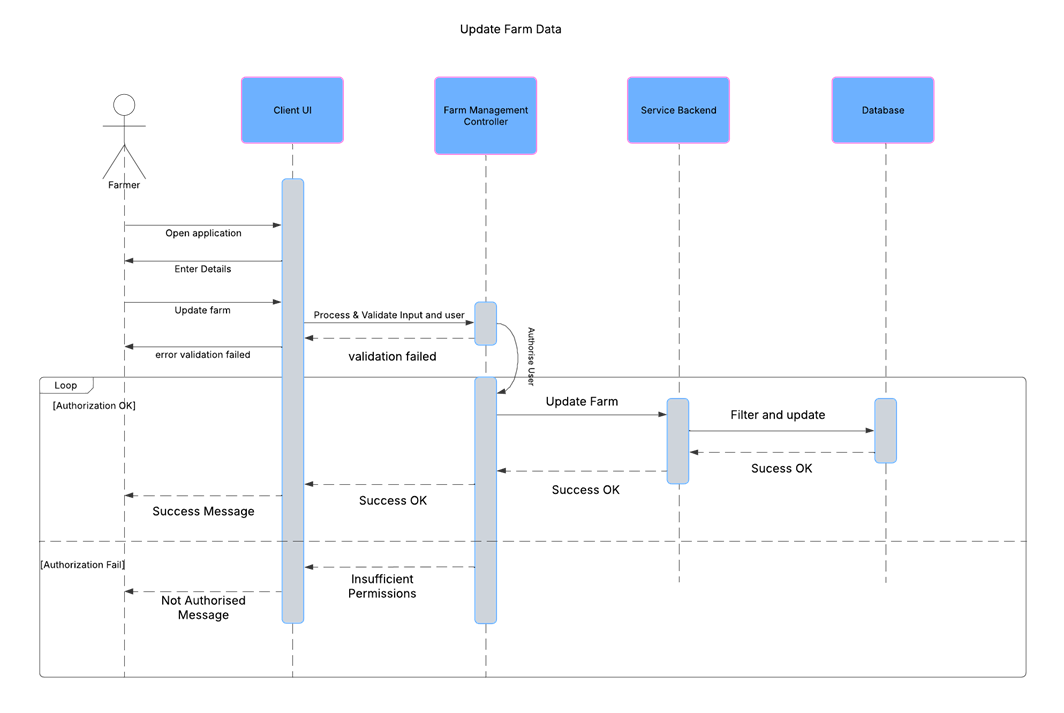 Update Farm Data
Client UI
Farm Management
Controller
Service Backend
Database
Farmer
Open application
Enter Details
Update farm
Process & Validate Input and user
Authorise User
error validation failed
validation failed
Loop
[Authorization OK]
Update Farm
Filter and update
Sucess OK
Success OK
Success OK
Success Message
[Authorization Fail]
Insufficient
Permissions
Not Authorised
Message